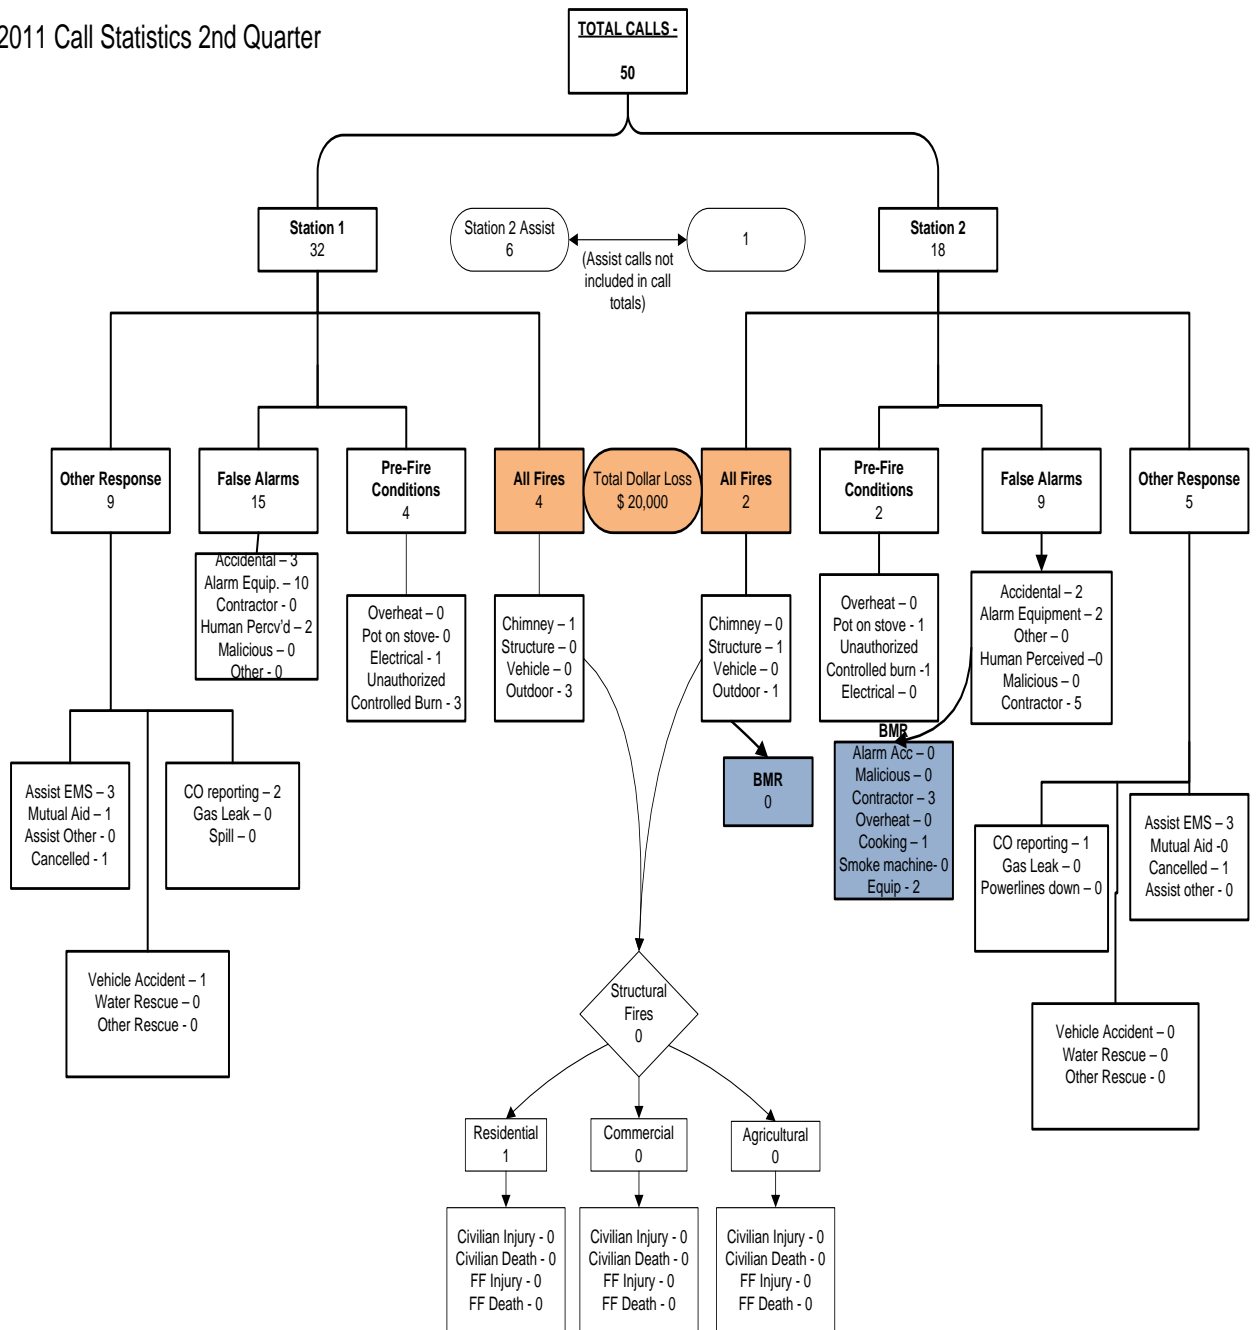 2011 Call Statistics 2nd Quarter
TOTAL CALLS -
50
Station 1
32
Station 2 Assist
6
1
(Assist calls not
included in call
totals)
Station 2
18
Other Response
9
False Alarms
15
Pre-Fire
Conditions
4
All Fires
4
Total Dollar Loss
$ 20,000
All Fires
2
Pre-Fire
Conditions
2
False Alarms
9
Other Response
5
Accidental – 3
Alarm Equip. – 10
Contractor - 0
Human Percv'd – 2
Malicious – 0
Other - 0
Overheat – 0
Pot on stove- 0
Electrical - 1
Unauthorized
Controlled Burn - 3
Chimney – 1
Structure – 0
Vehicle – 0
Outdoor - 3
Chimney – 0
Structure – 1
Vehicle – 0
Outdoor - 1
Overheat – 0
Pot on stove - 1
Unauthorized
Controlled burn -1
Electrical – 0
Accidental – 2
Alarm Equipment – 2
Other – 0
Human Perceived –0
Malicious – 0
Contractor - 5
BMR
0
BMR
Alarm Acc – 0
Malicious – 0
Contractor – 3
Overheat – 0
Cooking – 1
Smoke machine- 0
Equip - 2
Assist EMS – 3
Mutual Aid – 1
Assist Other - 0
Cancelled - 1
CO reporting – 2
Gas Leak – 0
Spill – 0
CO reporting – 1
Gas Leak – 0
Powerlines down – 0
Assist EMS – 3
Mutual Aid -0
Cancelled – 1
Assist other - 0
Vehicle Accident – 1
Water Rescue – 0
Other Rescue - 0
Structural
Fires
0
Vehicle Accident – 0
Water Rescue – 0
Other Rescue - 0
Residential
1
Commercial
0
Agricultural
0
Civilian Injury - 0
Civilian Death - 0
FF Injury - 0
FF Death - 0
Civilian Injury - 0
Civilian Death - 0
FF Injury - 0
FF Death - 0
Civilian Injury - 0
Civilian Death - 0
FF Injury - 0
FF Death - 0